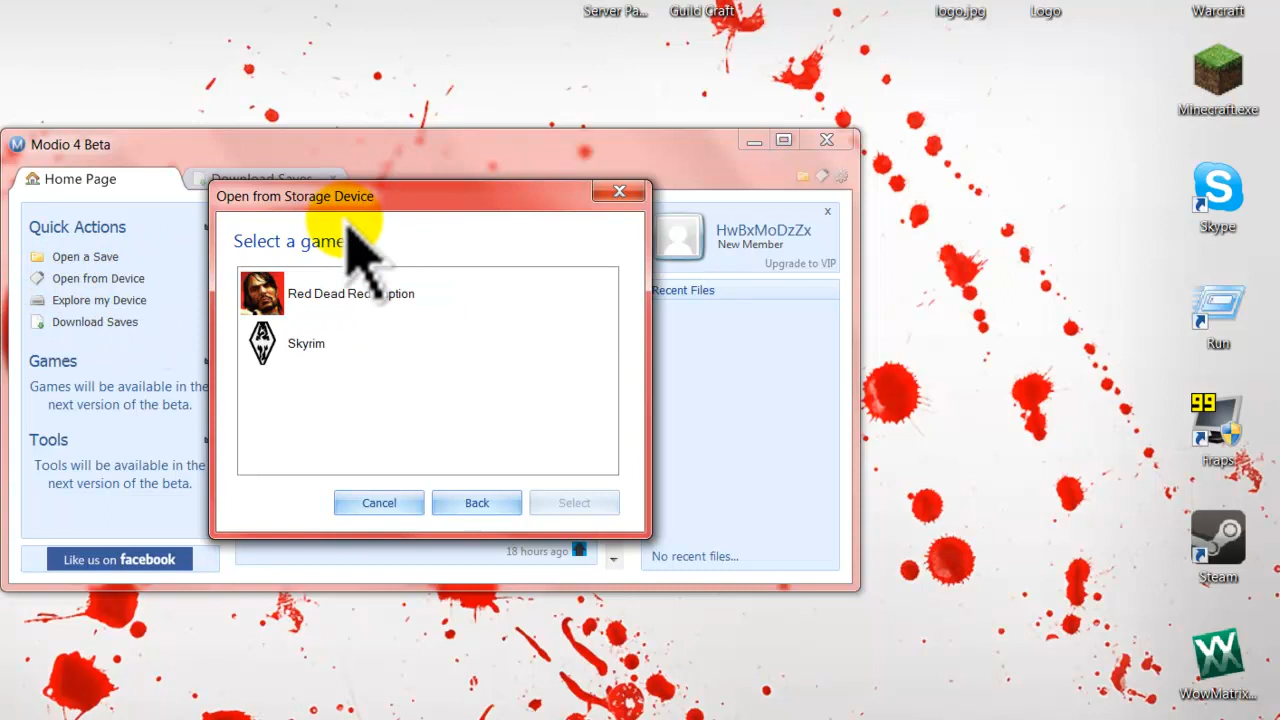 Server Pa...
Guild Craft
logo.jpg
Logo
Warcraft
Minecraft.exe
Modio 4 Beta
Home Page
Download Saves
Open from Storage Device
Quick Actions
Open a Save
Open from Device
Explore my Device
Download Saves
Games
Games will be available in the
next version of the beta.
Tools
Tools will be available in the
next version of the beta.
Like us on facebook
Select a game
Red Dead Redemption
Skyrim
Cancel
Back
Select
18 hours ago
x
HwBxMoDzZx
New Member
Upgrade to VIP
Recent Files
No recent files...
S
Skype
Run
99
Fraps
Steam
W
WowMatrix...